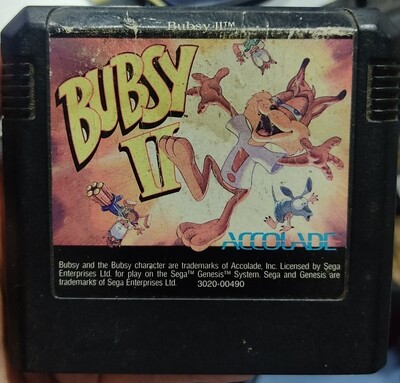 Bubsy II™
BUBSY
II
ACCOLADE
Bubsy and the Bubsy character are trademarks of Accolade, Inc. Licensed by Sega
Enterprises Ltd. for play on the Sega™ Genesis™ System. Sega and Genesis are
trademarks of Sega Enterprises Ltd. 3020-00490